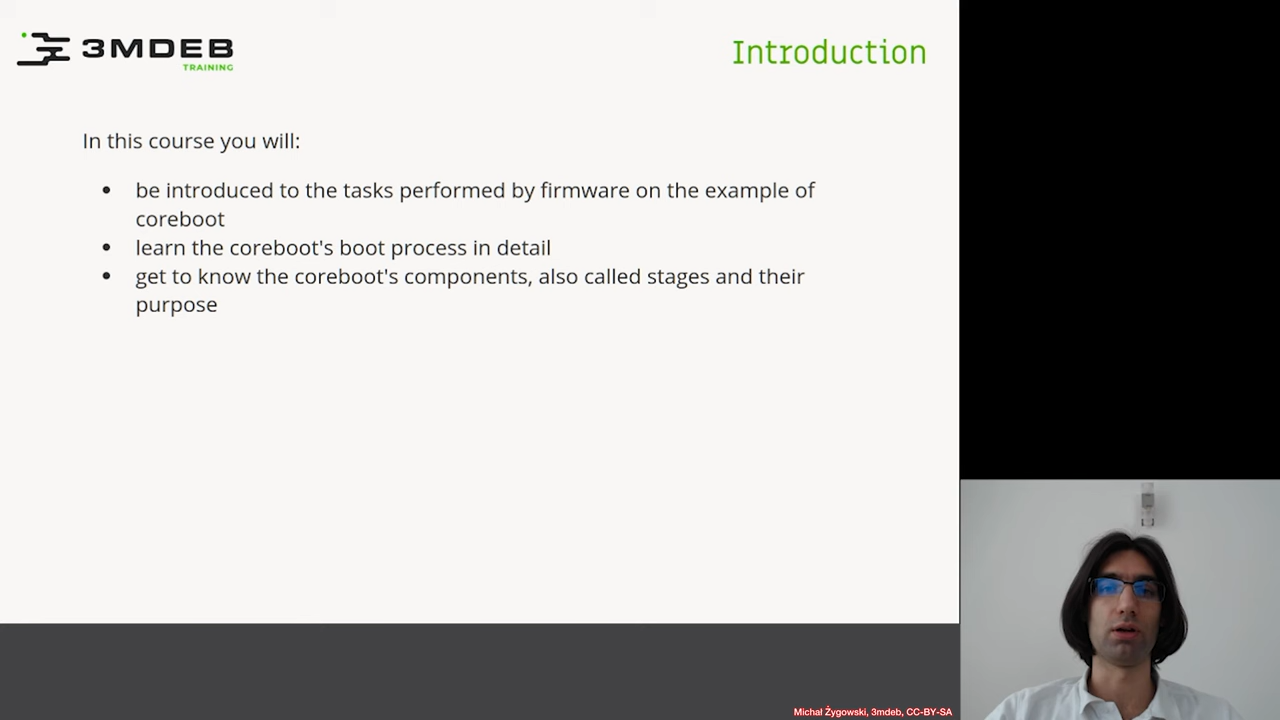 3MDEB
TRAINING
Introduction
In this course you will:
be introduced to the tasks performed by firmware on the example of
coreboot
learn the coreboot's boot process in detail
get to know the coreboot's components, also called stages and their
purpose
Michał Żygowski, 3mdeb, CC-BY-SA